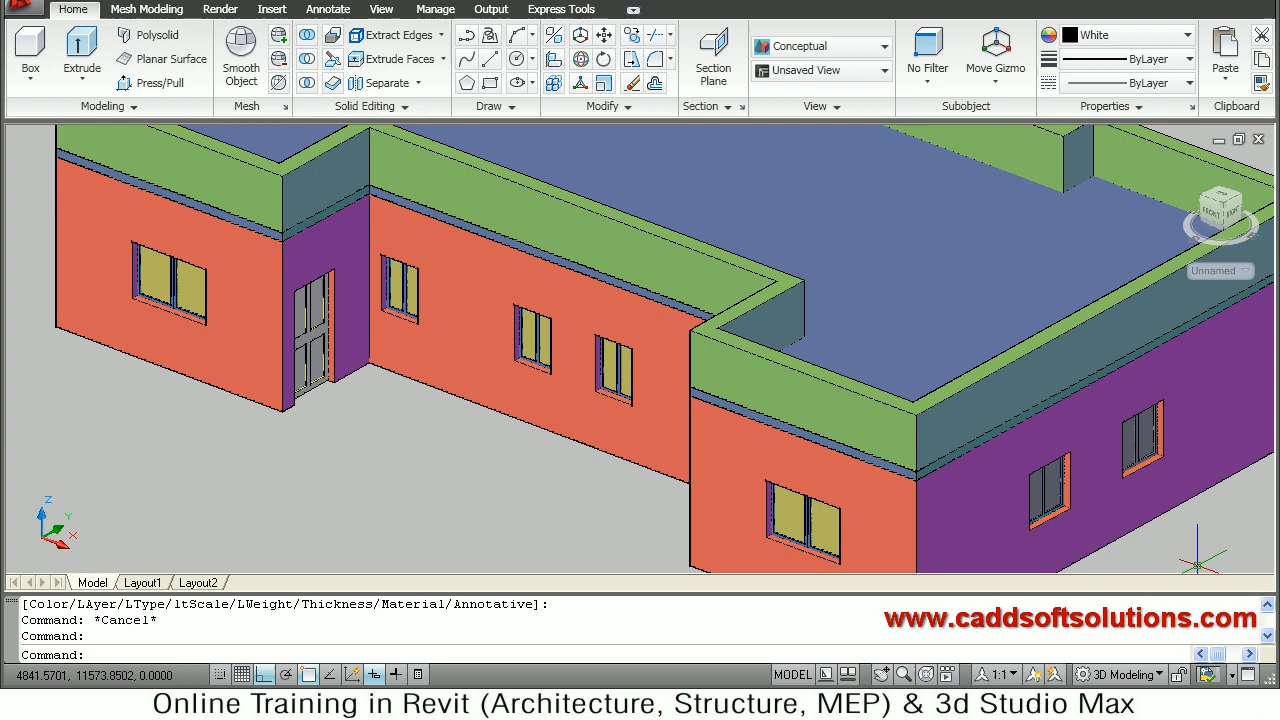 Home Mesh Modeling Render Insert Annotate View Manage Output Express Tools
Box
Extrude
Polysolid
Planar Surface
Press/Pull
Smooth Object
Extract Edges
Extrude Faces
Separate
Section Plane
Conceptual
Unsaved View
No Filter
Move Gizmo
White
ByLayer
ByLayer
Paste
Modeling Mesh Solid Editing Draw Modify Section View Subobject Properties Clipboard
TOP
FRONT
RIGHT
Unnamed
Z
Y
X
Model Layout1 Layout2
[Color/LAyer/LType/ltScale/LWeight/Thickness/Material/Annotative]:
Command: *Cancel*
Command:
Command:
www.caddsoftsolutions.com
4841.5701, 11573.8502, 0.0000
MODEL
1:1
3D Modeling
Online Training in Revit (Architecture, Structure, MEP) & 3d Studio Max